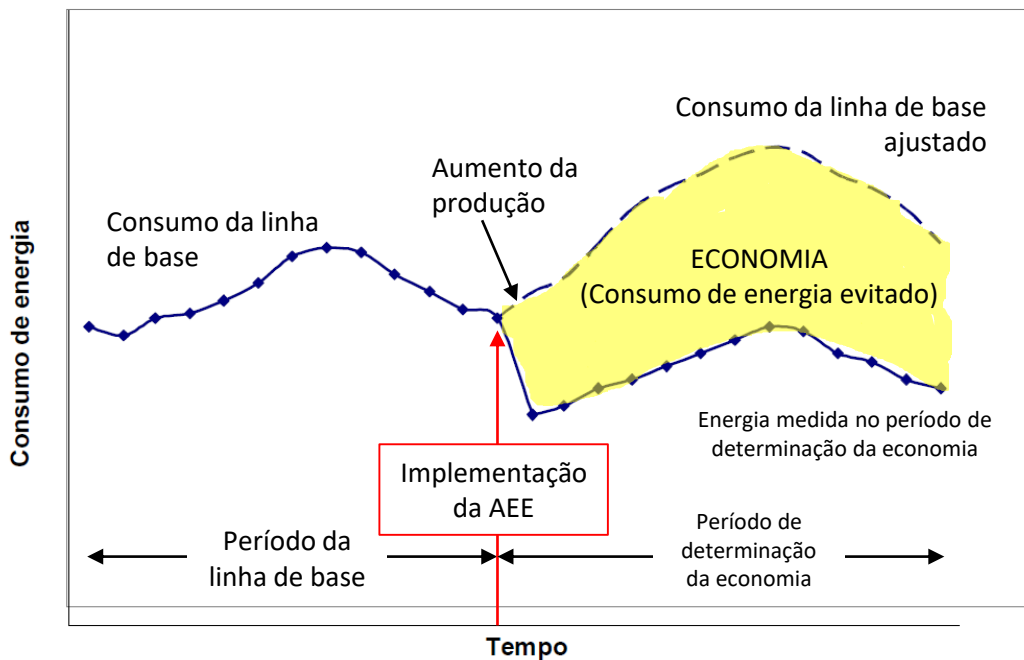 Consumo da linha de base
ajustado
Aumento da
produção
Consumo da linha
de base
ECONOMIA
(Consumo de energia evitado)
Consumo de energia
Energia medida no período de
determinação da economia
Implementação
da AEE
Período da
linha de base
Período de
determinação
da economia
Tempo